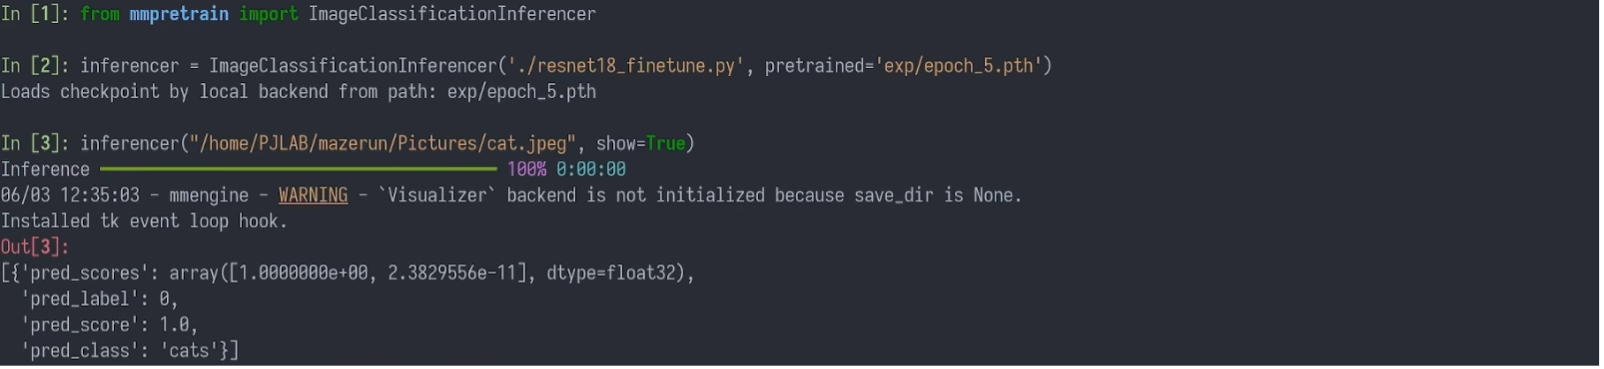 In [1]: from mmpretrain import ImageClassificationInferencer
In [2]: inferencer = ImageClassificationInferencer('./resnet18_finetune.py', pretrained='exp/epoch_5.pth')
Loads checkpoint by local backend from path: exp/epoch_5.pth
In [3]: inferencer("/home/PJLAB/mazerun/Pictures/cat.jpeg", show=True)
Inference 100% 0:00:00
06/03 12:35:03 - mmengine - WARNING - `Visualizer` backend is not initialized because save_dir is None.
Installed tk event loop hook.
Out[3]:
[{'pred_scores': array([1.0000000e+00, 2.3829556e-11], dtype=float32),
  'pred_label': 0,
  'pred_score': 1.0,
  'pred_class': 'cats'}]